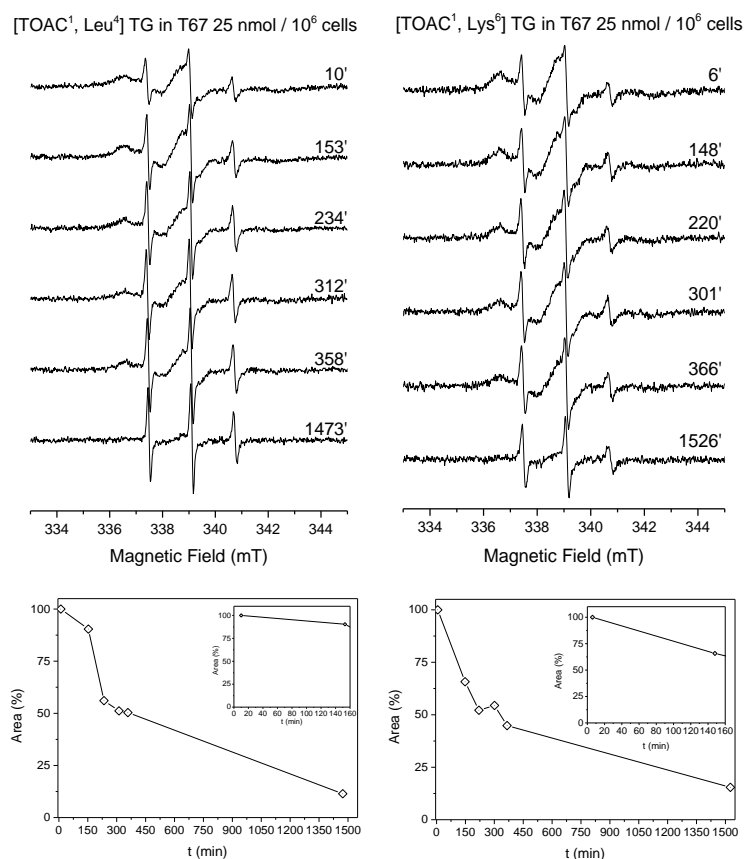 [TOAC¹, Leu⁴] TG in T67 25 nmol / 10⁶ cells
10'
153'
234'
312'
358'
1473'
334 336 338 340 342 344
Magnetic Field (mT)
[TOAC¹, Lys⁶] TG in T67 25 nmol / 10⁶ cells
6'
148'
220'
301'
366'
1526'
334 336 338 340 342 344
Magnetic Field (mT)
100
75
50
25
0
Area (%)
0 150 300 450 600 750 900 1050 1200 1350 1500
t (min)
100
75
50
25
0
Area (%)
0 20 40 60 80 100 120 140 160
t (min)
100
75
50
25
0
Area (%)
0 150 300 450 600 750 900 1050 1200 1350 1500
t (min)
100
75
50
25
0
Area (%)
0 20 40 60 80 100 120 140 160
t (min)